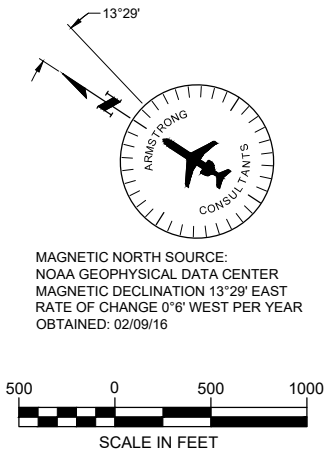 13°29'
N
ARMSTRONG
CONSULTANTS
MAGNETIC NORTH SOURCE:
NOAA GEOPHYSICAL DATA CENTER
MAGNETIC DECLINATION 13°29' EAST
RATE OF CHANGE 0°6' WEST PER YEAR
OBTAINED: 02/09/16
500 0 500 1000
SCALE IN FEET